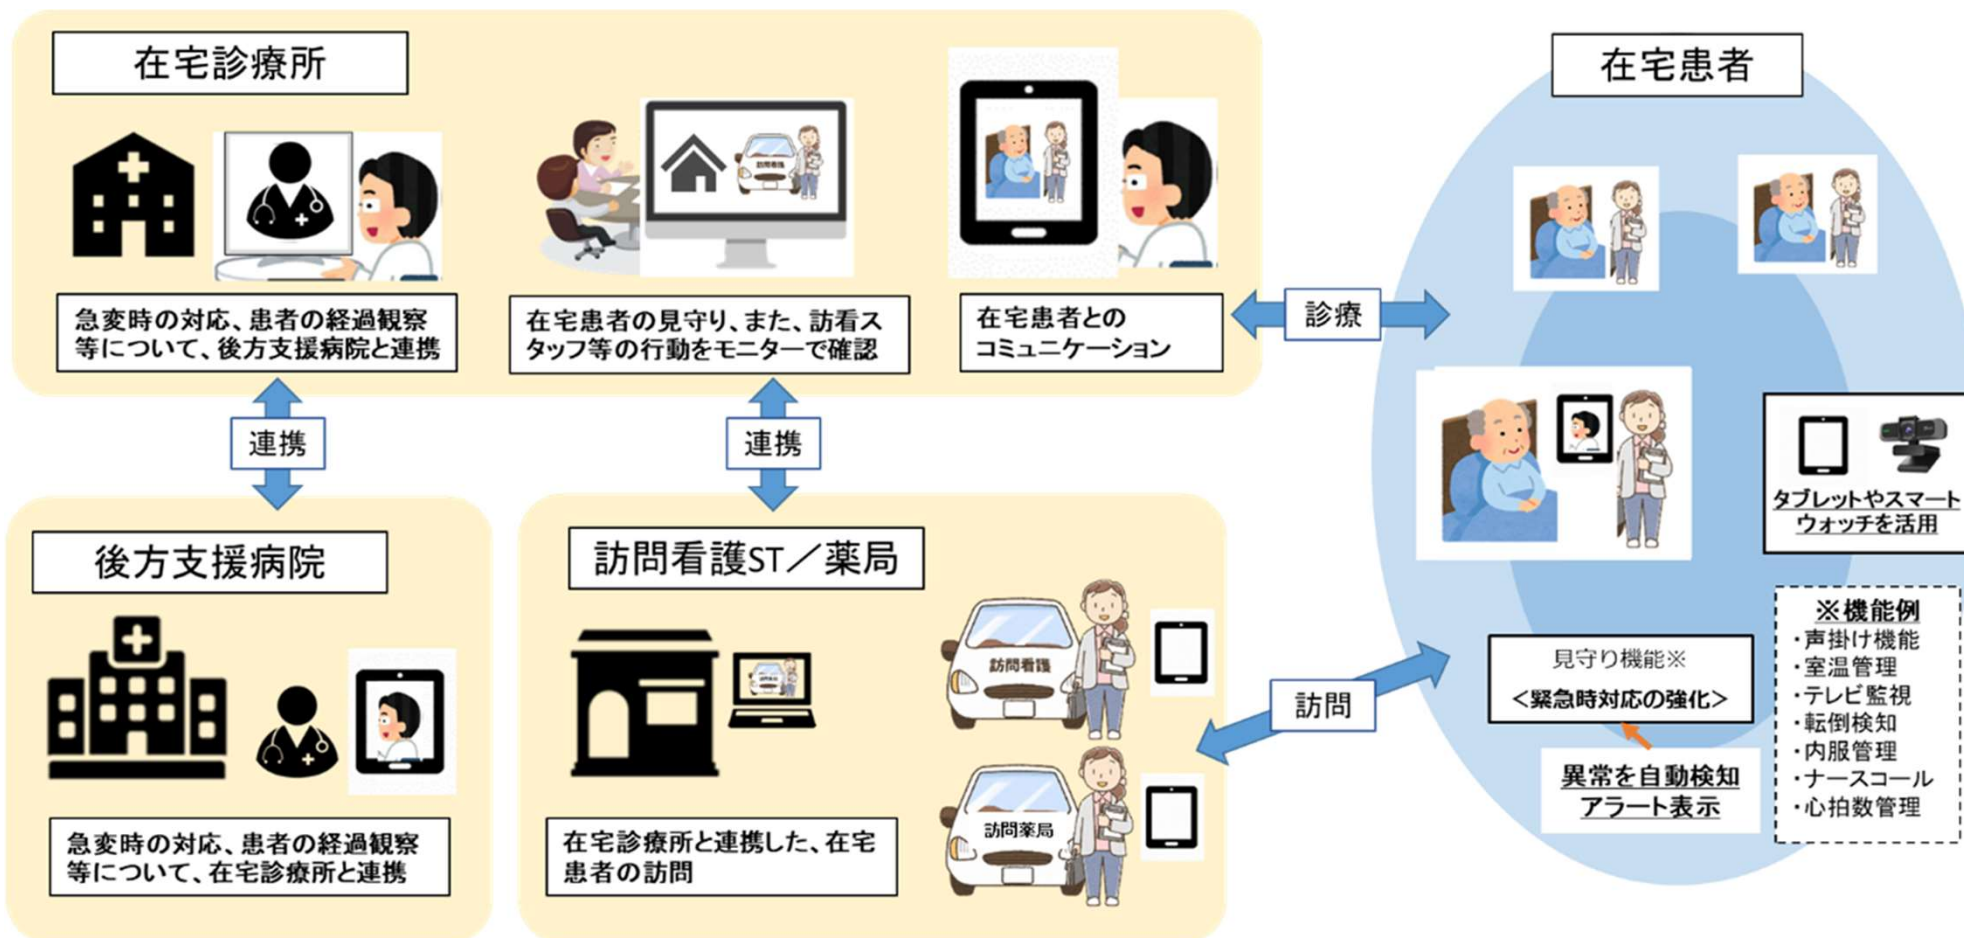 在宅診療所
訪問看護
急変時の対応、患者の経過観察
等について、後方支援病院と連携
在宅患者の見守り、また、訪看ス
タッフ等の行動をモニターで確認
在宅患者との
コミュニケーション
診療
在宅患者
連携
連携
タブレットやスマート
ウォッチを活用
後方支援病院
急変時の対応、患者の経過観察
等について、在宅診療所と連携
訪問看護ST／薬局
訪問看護
訪問薬局
在宅診療所と連携した、在宅
患者の訪問
訪問
見守り機能※
＜緊急時対応の強化＞
異常を自動検知
アラート表示
※機能例
・声掛け機能
・室温管理
・テレビ監視
・転倒検知
・内服管理
・ナースコール
・心拍数管理